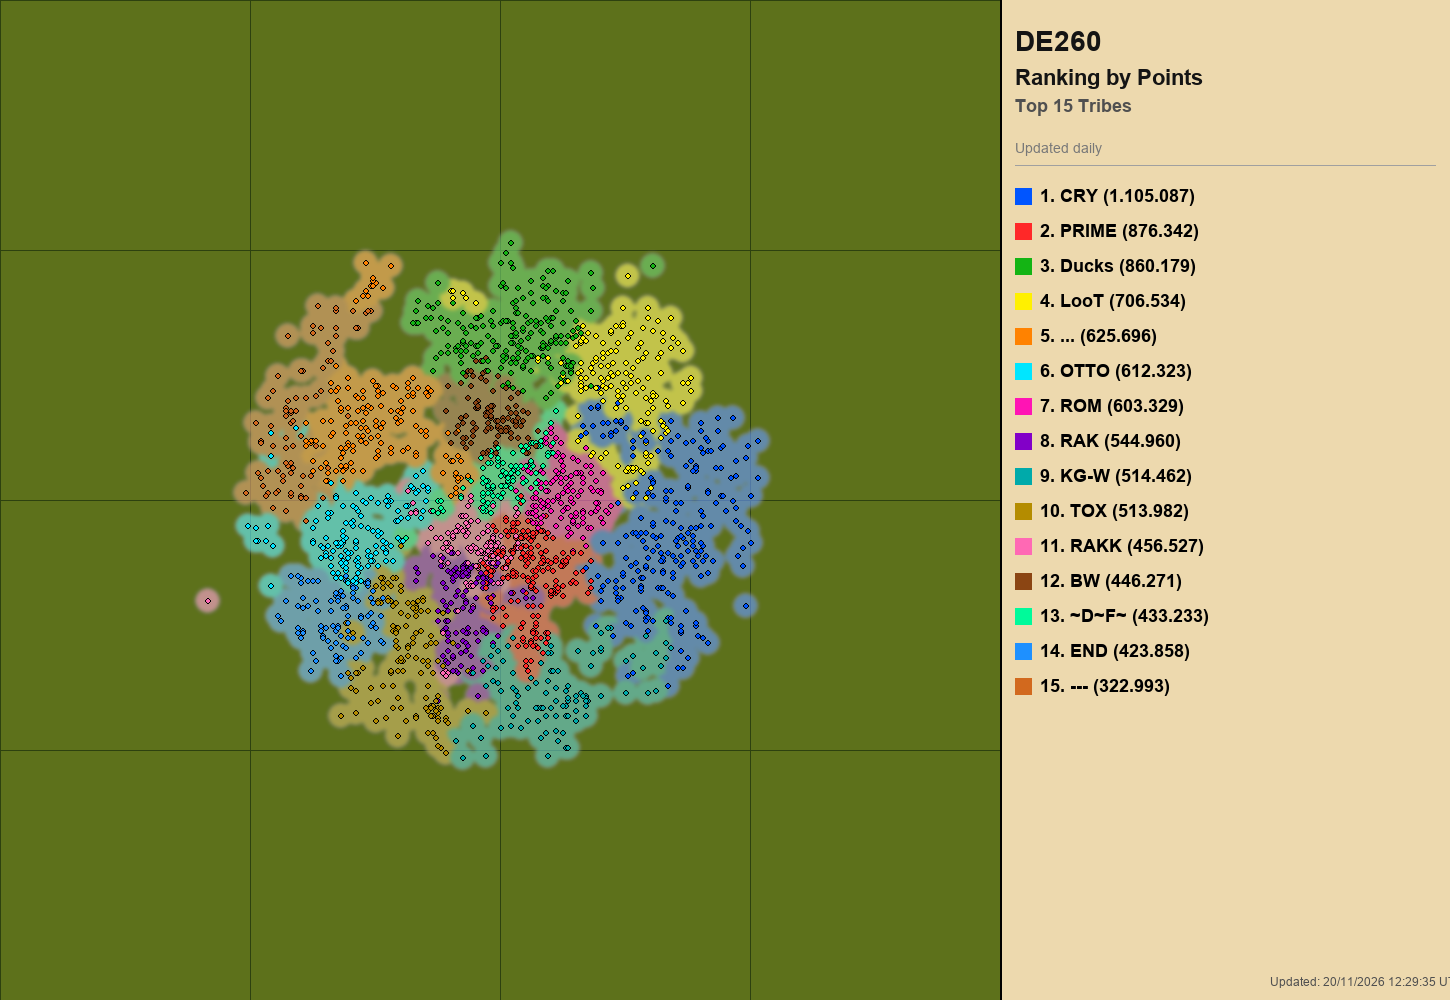 DE260
Ranking by Points
Top 15 Tribes
Updated daily
1. CRY (1.105.087)
2. PRIME (876.342)
3. Ducks (860.179)
4. LooT (706.534)
5. ... (625.696)
6. OTTO (612.323)
7. ROM (603.329)
8. RAK (544.960)
9. KG-W (514.462)
10. TOX (513.982)
11. RAKK (456.527)
12. BW (446.271)
13. ~D~F~ (433.233)
14. END (423.858)
15. --- (322.993)
Updated: 20/11/2026 12:29:35